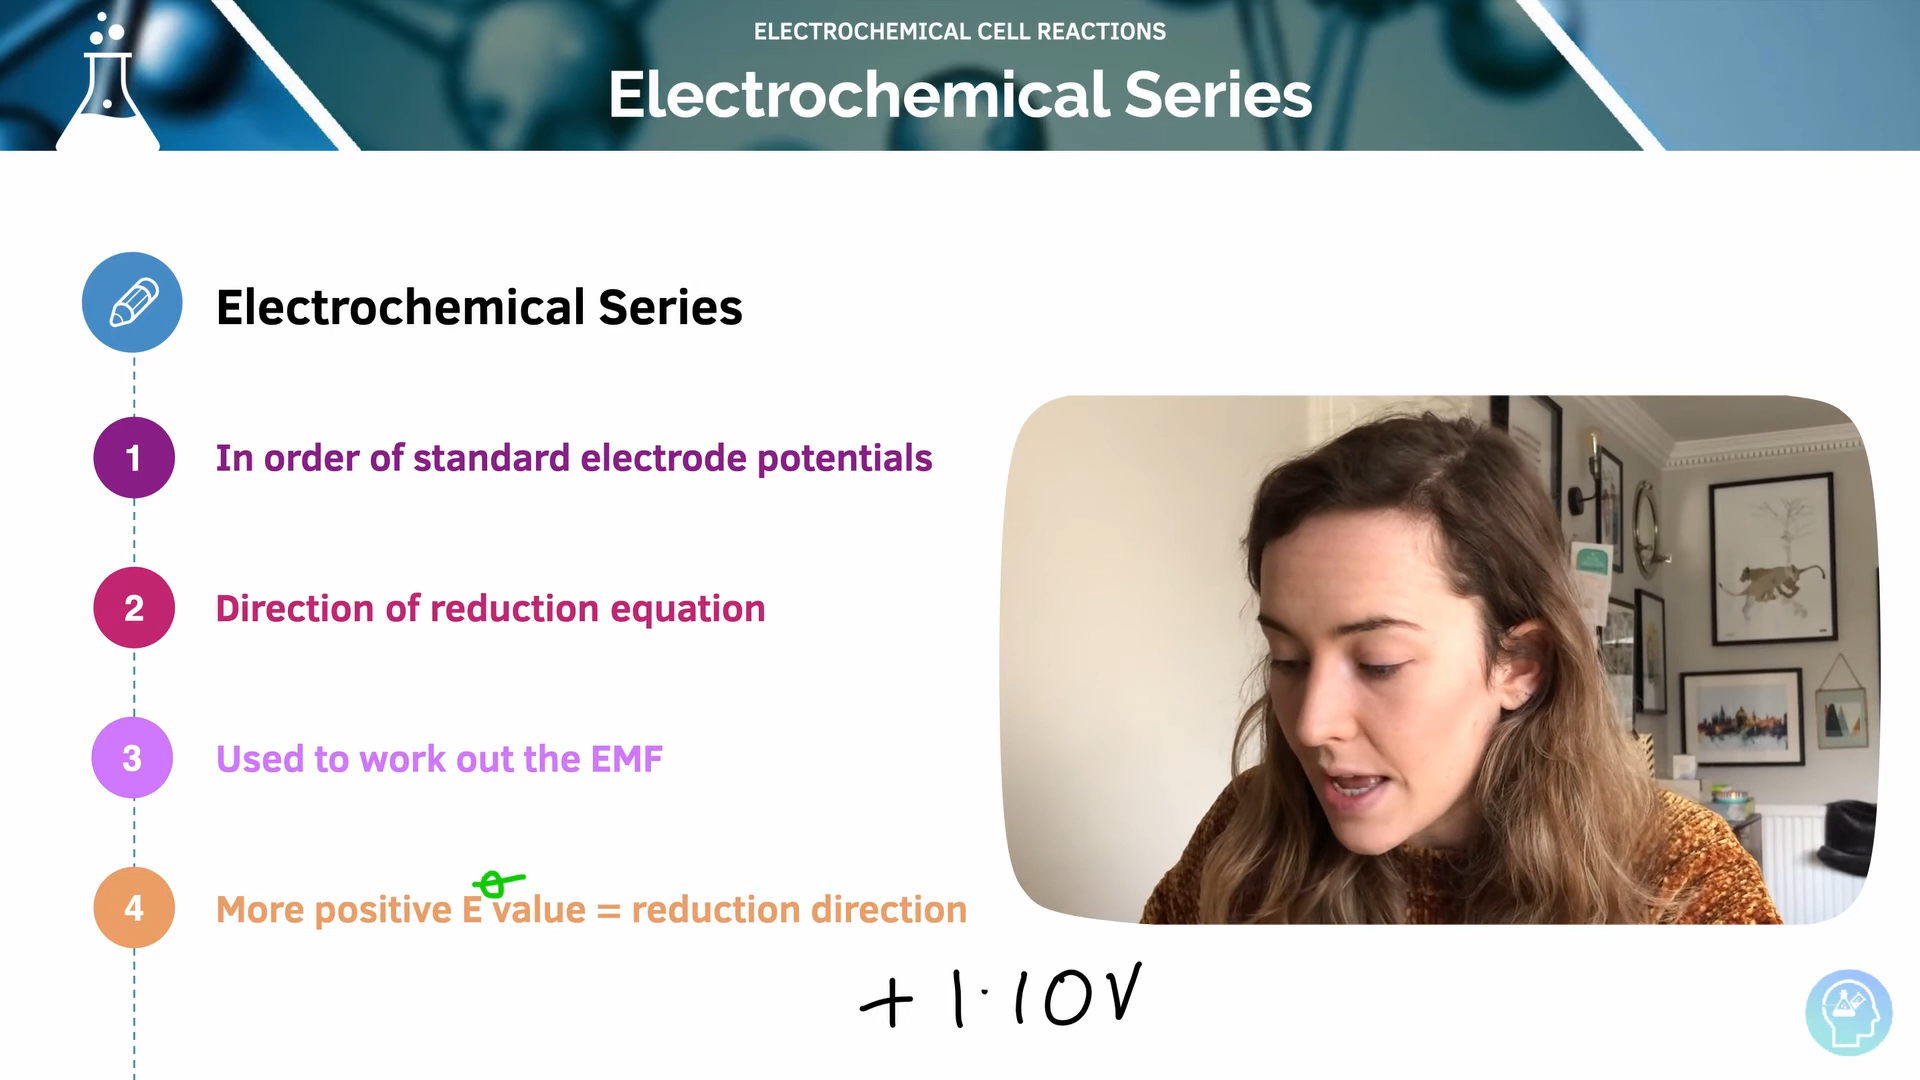 ELECTROCHEMICAL CELL REACTIONS
Electrochemical Series
Electrochemical Series
1 In order of standard electrode potentials
2 Direction of reduction equation
3 Used to work out the EMF
4 More positive E⦵ value = reduction direction
+ 1·10V